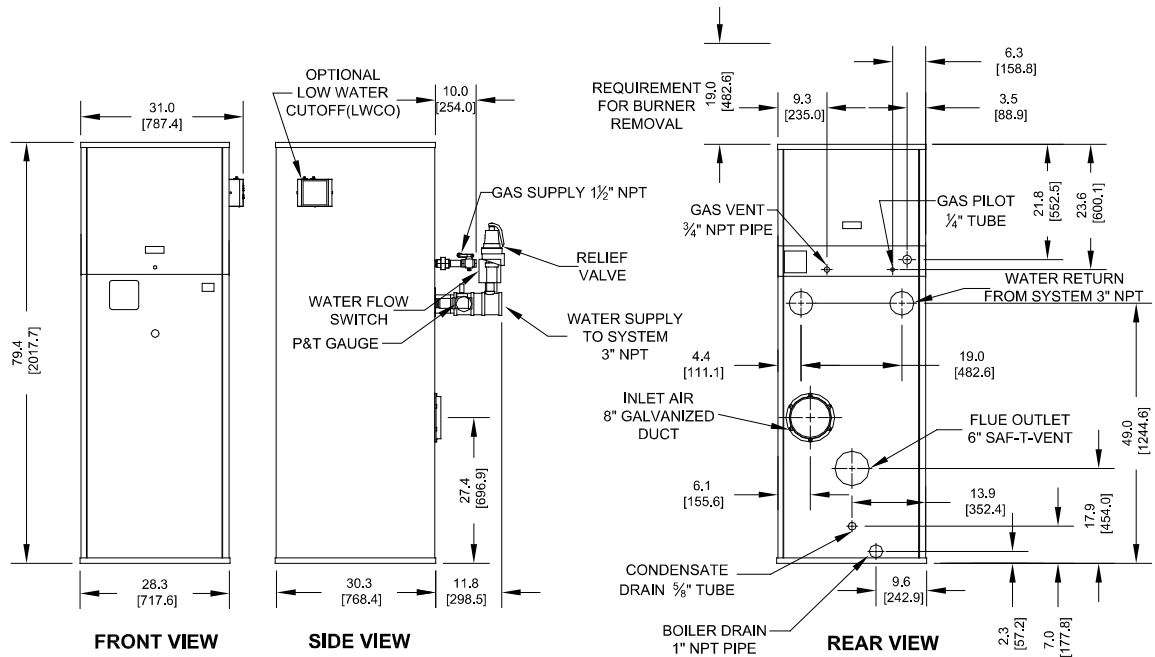 31.0
[787.4]
OPTIONAL
LOW WATER
CUTOFF(LWCO)
10.0
[254.0]
GAS SUPPLY 1½" NPT
RELIEF
VALVE
WATER FLOW
SWITCH
P&T GAUGE
WATER SUPPLY
TO SYSTEM
3" NPT
79.4
[2017.7]
27.4
[696.9]
28.3
[717.6]
30.3
[768.4]
11.8
[298.5]
FRONT VIEW
SIDE VIEW
19.0
[482.6]
REQUIREMENT
FOR BURNER
REMOVAL
9.3
[235.0]
6.3
[158.8]
3.5
[88.9]
21.8
[552.5]
23.6
[600.1]
GAS VENT
¾" NPT PIPE
GAS PILOT
¼" TUBE
WATER RETURN
FROM SYSTEM 3" NPT
4.4
[111.1]
19.0
[482.6]
INLET AIR
8" GALVANIZED
DUCT
FLUE OUTLET
6" SAF-T-VENT
49.0
[1244.6]
6.1
[155.6]
13.9
[352.4]
17.9
[454.0]
CONDENSATE
DRAIN ⅝" TUBE
9.6
[242.9]
BOILER DRAIN
1" NPT PIPE
2.3
[57.2]
7.0
[177.8]
REAR VIEW